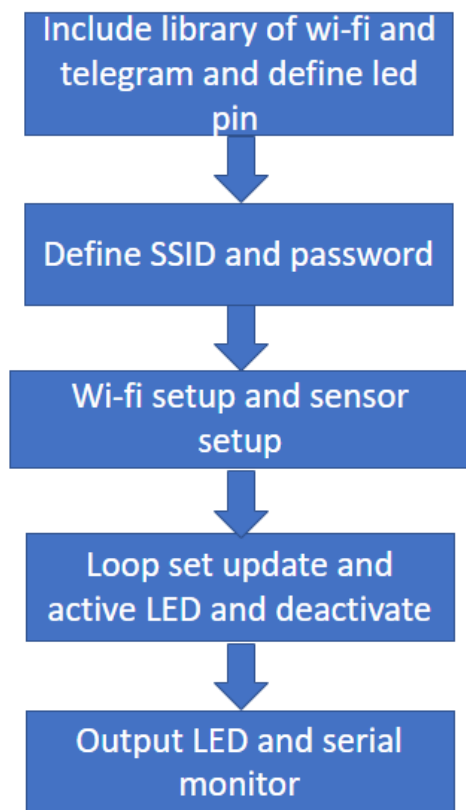 Include library of wi-fi and
telegram and define led
pin
Define SSID and password
Wi-fi setup and sensor
setup
Loop set update and
active LED and deactivate
Output LED and serial
monitor